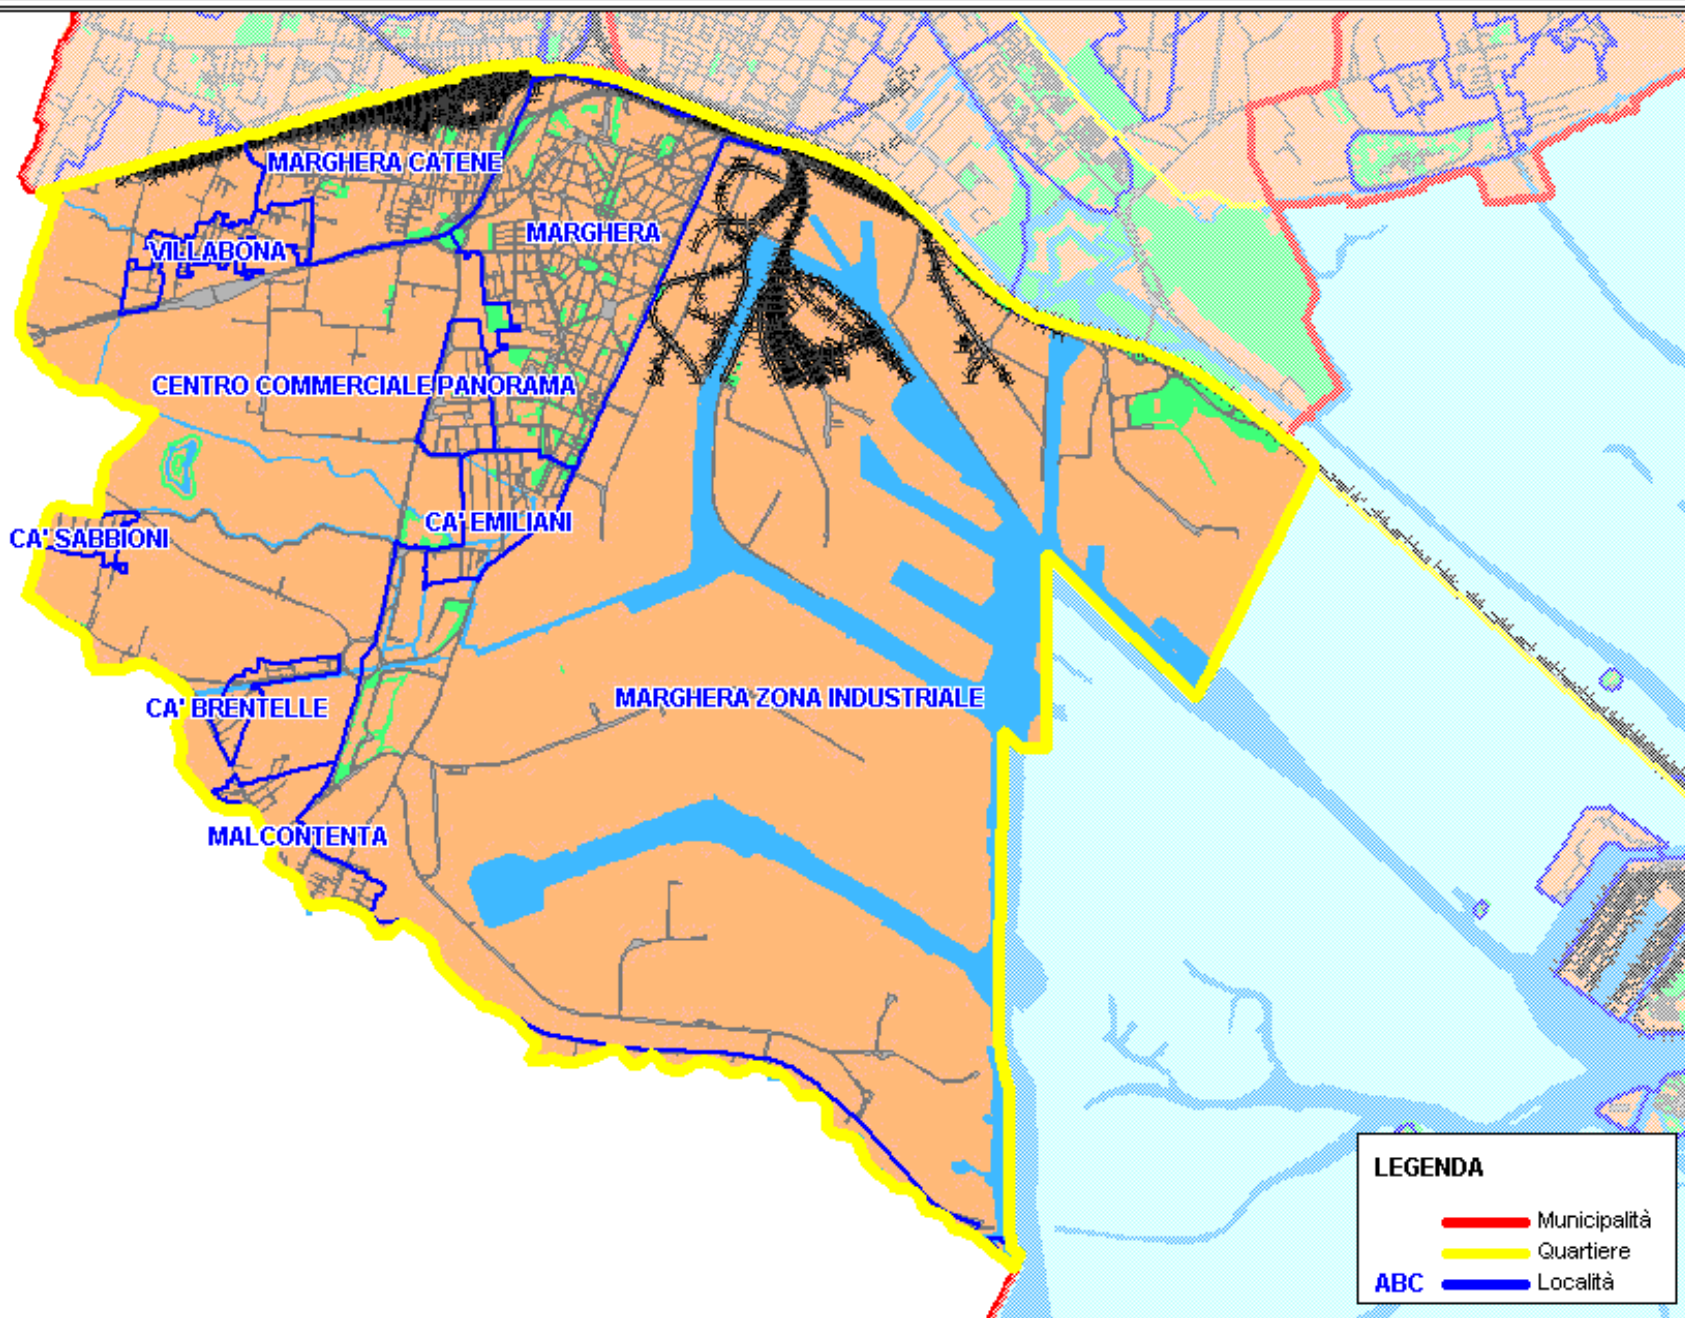 MARGHERA CATENE
MARGHERA
VILLABONA
CENTRO COMMERCIALE PANORAMA
CA' EMILIANI
CA' SABBIONI
MARGHERA ZONA INDUSTRIALE
CA' BRENTELLE
MALCONTENTA
LEGENDA
Municipalità
Quartiere
ABC Località